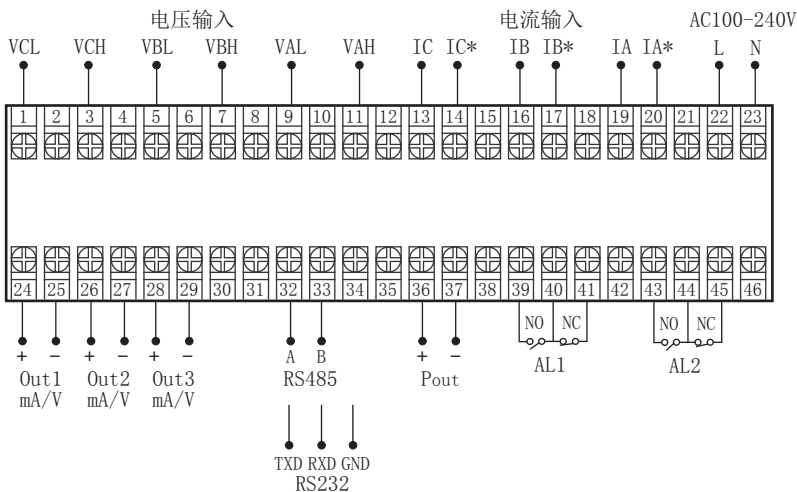 电压输入 电流输入 AC100-240V
VCL VCH VBL VBH VAL VAH IC IC* IB IB* IA IA* L N
1 2 3 4 5 6 7 8 9 10 11 12 13 14 15 16 17 18 19 20 21 22 23
24 25 26 27 28 29 30 31 32 33 34 35 36 37 38 39 40 41 42 43 44 45 46
NO NC NO NC
+ − + − + − A B + − AL1 AL2
Out1 Out2 Out3 RS485 Pout
mA/V mA/V mA/V
TXD RXD GND
RS232